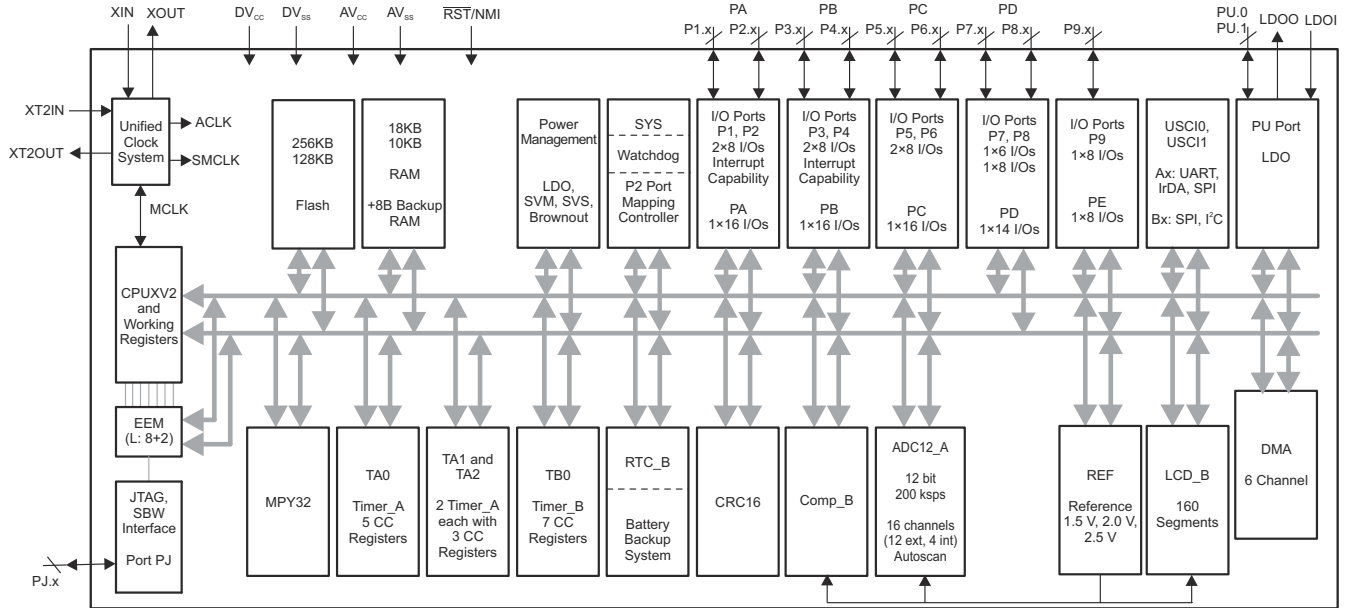 XIN
XOUT
DVCC
DVSS
AVCC
AVSS
RST/NMI
PA
PB
PC
PD
P1.x
P2.x
P3.x
P4.x
P5.x
P6.x
P7.x
P8.x
P9.x
PU.0
PU.1
LDOO
LDOI
XT2IN
XT2OUT
Unified
Clock
System
ACLK
SMCLK
MCLK
256KB
128KB
Flash
18KB
10KB
RAM
+8B Backup
RAM
Power
Management
LDO,
SVM, SVS,
Brownout
SYS
Watchdog
P2 Port
Mapping
Controller
I/O Ports
P1, P2
2×8 I/Os
Interrupt
Capability
PA
1×16 I/Os
I/O Ports
P3, P4
2×8 I/Os
Interrupt
Capability
PB
1×16 I/Os
I/O Ports
P5, P6
2×8 I/Os
PC
1×16 I/Os
I/O Ports
P7, P8
1×6 I/Os
1×8 I/Os
PD
1×14 I/Os
I/O Ports
P9
1×8 I/Os
PE
1×8 I/Os
USCI0,
USCI1
Ax: UART,
IrDA, SPI
Bx: SPI, I²C
PU Port
LDO
CPUXV2
and
Working
Registers
EEM
(L: 8+2)
JTAG,
SBW
Interface
Port PJ
PJ.x
MPY32
TA0
Timer_A
5 CC
Registers
TA1 and
TA2
2 Timer_A
each with
3 CC
Registers
TB0
Timer_B
7 CC
Registers
RTC_B
Battery
Backup
System
CRC16
Comp_B
ADC12_A
12 bit
200 ksps
16 channels
(12 ext, 4 int)
Autoscan
REF
Reference
1.5 V, 2.0 V,
2.5 V
LCD_B
160
Segments
DMA
6 Channel